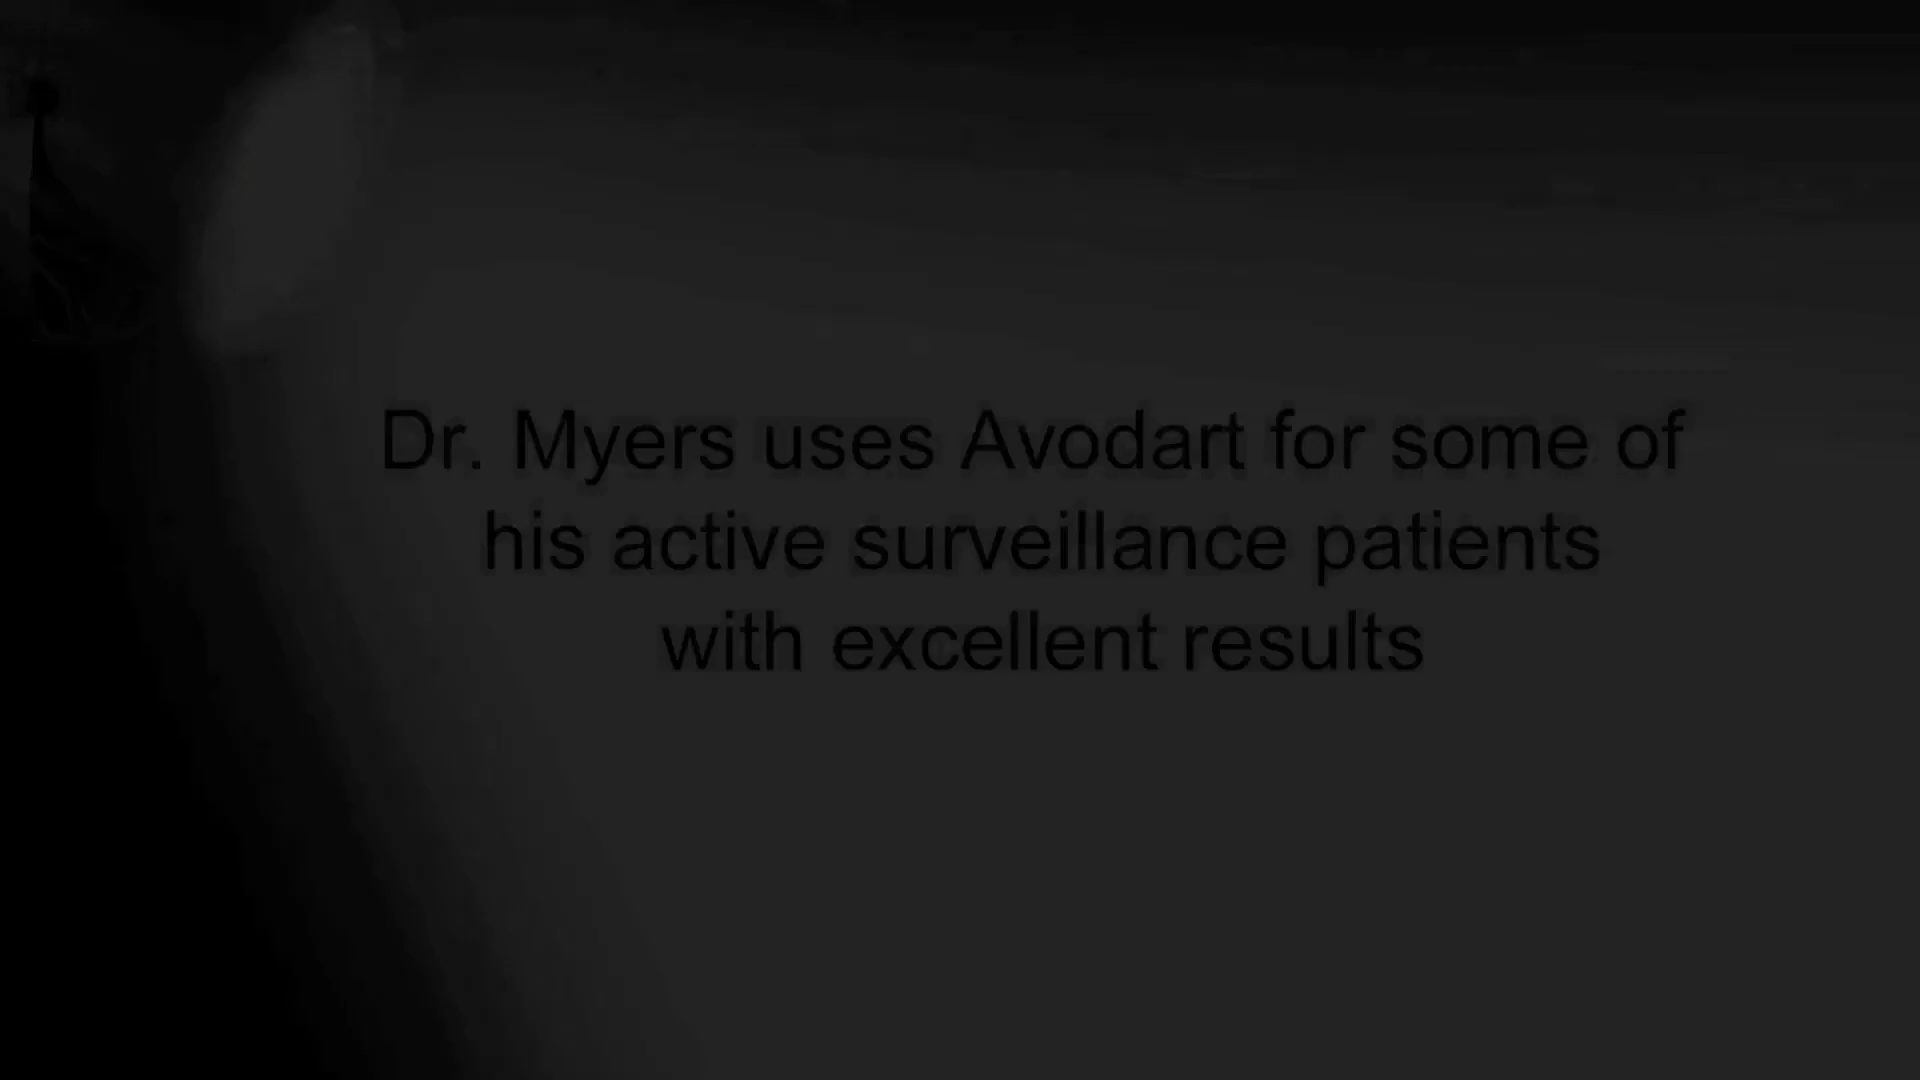 Dr. Myers uses Avodart for some of
his active surveillance patients
with excellent results